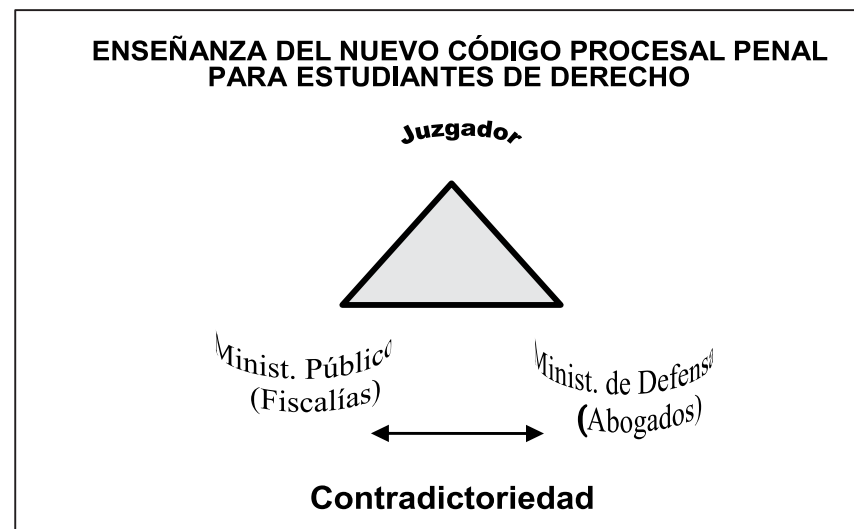 ENSEÑANZA DEL NUEVO CÓDIGO PROCESAL PENAL
PARA ESTUDIANTES DE DERECHO
Juzgador
Minist. Público
(Fiscalías)
Minist. de Defensa
(Abogados)
Contradictoriedad